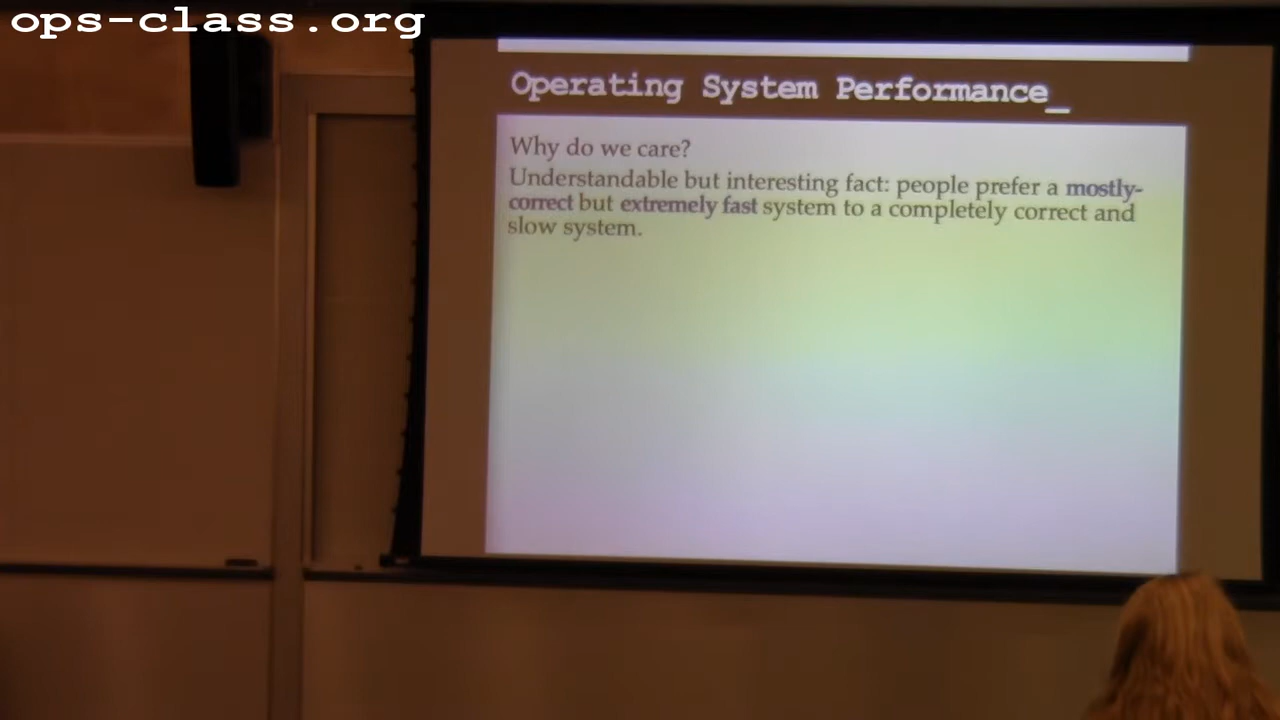 ops-class.org
Operating System Performance_
Why do we care?
Understandable but interesting fact: people prefer a mostly-
correct but extremely fast system to a completely correct and
slow system.